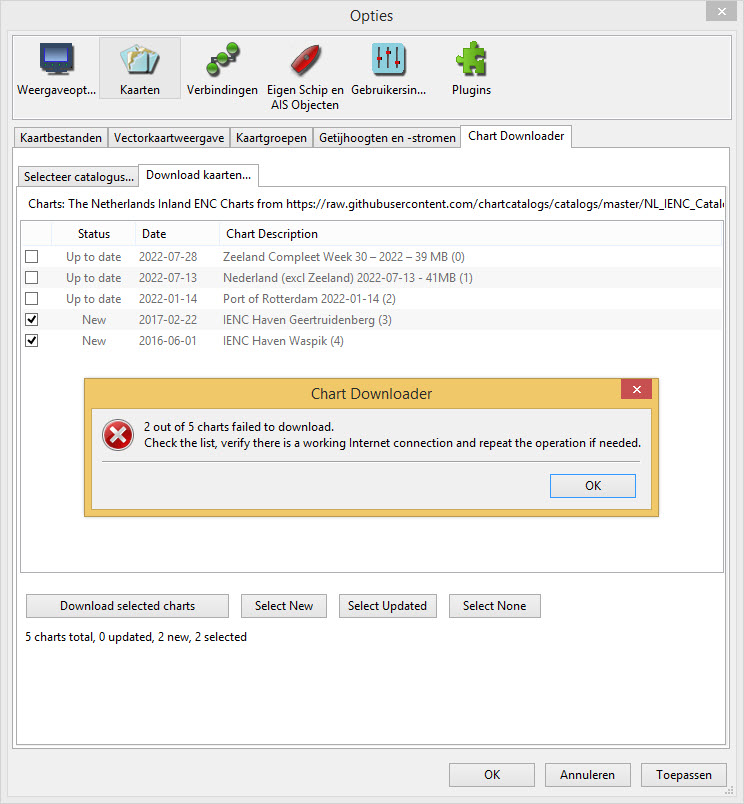 Opties
Weergaveopt... Kaarten Verbindingen Eigen Schip en AIS Objecten Gebruikersin... Plugins
Kaartbestanden Vectorkaartweergave Kaartgroepen Getijhoogten en -stromen Chart Downloader
Selecteer catalogus... Download kaarten...
Charts: The Netherlands Inland ENC Charts from https://raw.githubusercontent.com/chartcatalogs/catalogs/master/NL_IENC_Catal
Status Date Chart Description
Up to date 2022-07-28 Zeeland Compleet Week 30 – 2022 – 39 MB (0)
Up to date 2022-07-13 Nederland (excl Zeeland) 2022-07-13 - 41MB (1)
Up to date 2022-01-14 Port of Rotterdam 2022-01-14 (2)
New 2017-02-22 IENC Haven Geertruidenberg (3)
New 2016-06-01 IENC Haven Waspik (4)
Chart Downloader
2 out of 5 charts failed to download.
Check the list, verify there is a working Internet connection and repeat the operation if needed.
OK
Download selected charts Select New Select Updated Select None
5 charts total, 0 updated, 2 new, 2 selected
OK Annuleren Toepassen